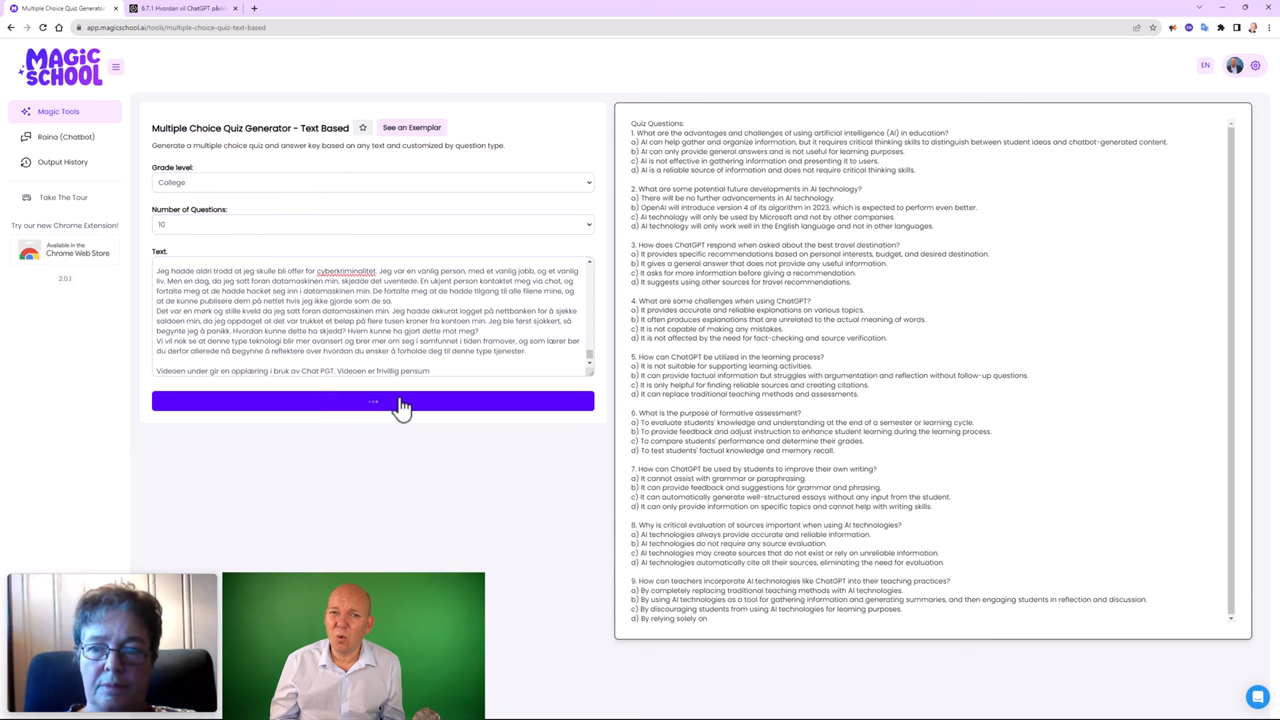 Multiple Choice Quiz Generator
6.7.1 Hvordan vil ChatGPT påvi
app.magicschool.ai/tools/multiple-choice-quiz-text-based
MAGIC
SCHOOL
EN
Magic Tools
Raina (Chatbot)
Output History
Take The Tour
Try our new Chrome Extension!
Available in the
Chrome Web Store
2.0.1
Multiple Choice Quiz Generator - Text Based
See an Exemplar
Generate a multiple choice quiz and answer key based on any text and customized by question type.
Grade level:
College
Number of Questions:
10
Text.
Jeg hadde aldri trodd at jeg skulle bli offer for cyberkriminalitet. Jeg var en vanlig person, med et vanlig jobb, og et vanlig
liv. Men en dag, da jeg satt foran datamaskinen min, skjedde det uventede. En ukjent person kontaktet meg via chat, og
fortalte meg at de hadde hacket seg inn i datamaskinen min. De fortalte meg at de hadde tilgang til alle filene mine, og
at de kunne publisere dem på nettet hvis jeg ikke gjorde som de sa.
Det var en mørk og stille kveld da jeg satt foran datamaskinen min. Jeg hadde akkurat logget på nettbanken for å sjekke
saldoen min, da jeg oppdaget at det var trukket et beløp på flere tusen kroner fra kontoen min. Jeg ble først sjokkert, så
begynte jeg å panikk. Hvordan kunne dette ha skjedd? Hvem kunne ha gjort dette mot meg?
Vi vil nok se at denne type teknologi blir mer avansert og brer mer om seg i samfunnet i tiden framover, og som lærer bør
du derfor allerede nå begynne å reflektere over hvordan du ønsker å forholde deg til denne type tjenester.
Videoen under gir en opplæring i bruk av Chat PGT. Videoen er frivillig pensum
Quiz Questions:
1. What are the advantages and challenges of using artificial intelligence (AI) in education?
a) AI can help gather and organize information, but it requires critical thinking skills to distinguish between student ideas and chatbot-generated content.
b) AI can only provide general answers and is not useful for learning purposes.
c) AI is not effective in gathering information and presenting it to users.
d) AI is a reliable source of information and does not require critical thinking skills.
2. What are some potential future developments in AI technology?
a) There will be no further advancements in AI technology.
b) OpenAI will introduce version 4 of its algorithm in 2023, which is expected to perform even better.
c) AI technology will only be used by Microsoft and not by other companies.
d) AI technology will only work well in the English language and not in other languages.
3. How does ChatGPT respond when asked about the best travel destination?
a) It provides specific recommendations based on personal interests, budget, and desired destination.
b) It gives a general answer that does not provide any useful information.
c) It asks for more information before giving a recommendation.
d) It suggests using other sources for travel recommendations.
4. What are some challenges when using ChatGPT?
a) It provides accurate and reliable explanations on various topics.
b) It often produces explanations that are unrelated to the actual meaning of words.
c) It is not capable of making any mistakes.
d) It is not affected by the need for fact-checking and source verification.
5. How can ChatGPT be utilized in the learning process?
a) It is not suitable for supporting learning activities.
b) It can provide factual information but struggles with argumentation and reflection without follow-up questions.
c) It is only helpful for finding reliable sources and creating citations.
d) It can replace traditional teaching methods and assessments.
6. What is the purpose of formative assessment?
a) To evaluate students' knowledge and understanding at the end of a semester or learning cycle.
b) To provide feedback and adjust instruction to enhance student learning during the learning process.
c) To compare students' performance and determine their grades.
d) To test students' factual knowledge and memory recall.
7. How can ChatGPT be used by students to improve their own writing?
a) It cannot assist with grammar or paraphrasing.
b) It can provide feedback and suggestions for grammar and phrasing.
c) It can automatically generate well-structured essays without any input from the student.
d) It can only provide information on specific topics and cannot help with writing skills.
8. Why is critical evaluation of sources important when using AI technologies?
a) AI technologies always provide accurate and reliable information.
b) AI technologies do not require any source evaluation.
c) AI technologies may create sources that do not exist or rely on unreliable information.
d) AI technologies automatically cite all their sources, eliminating the need for evaluation.
9. How can teachers incorporate AI technologies like ChatGPT into their teaching practices?
a) By completely replacing traditional teaching methods with AI technologies.
b) By using AI technologies as a tool for gathering information and generating summaries, and then engaging students in reflection and discussion.
c) By discouraging students from using AI technologies for learning purposes.
d) By relying solely on